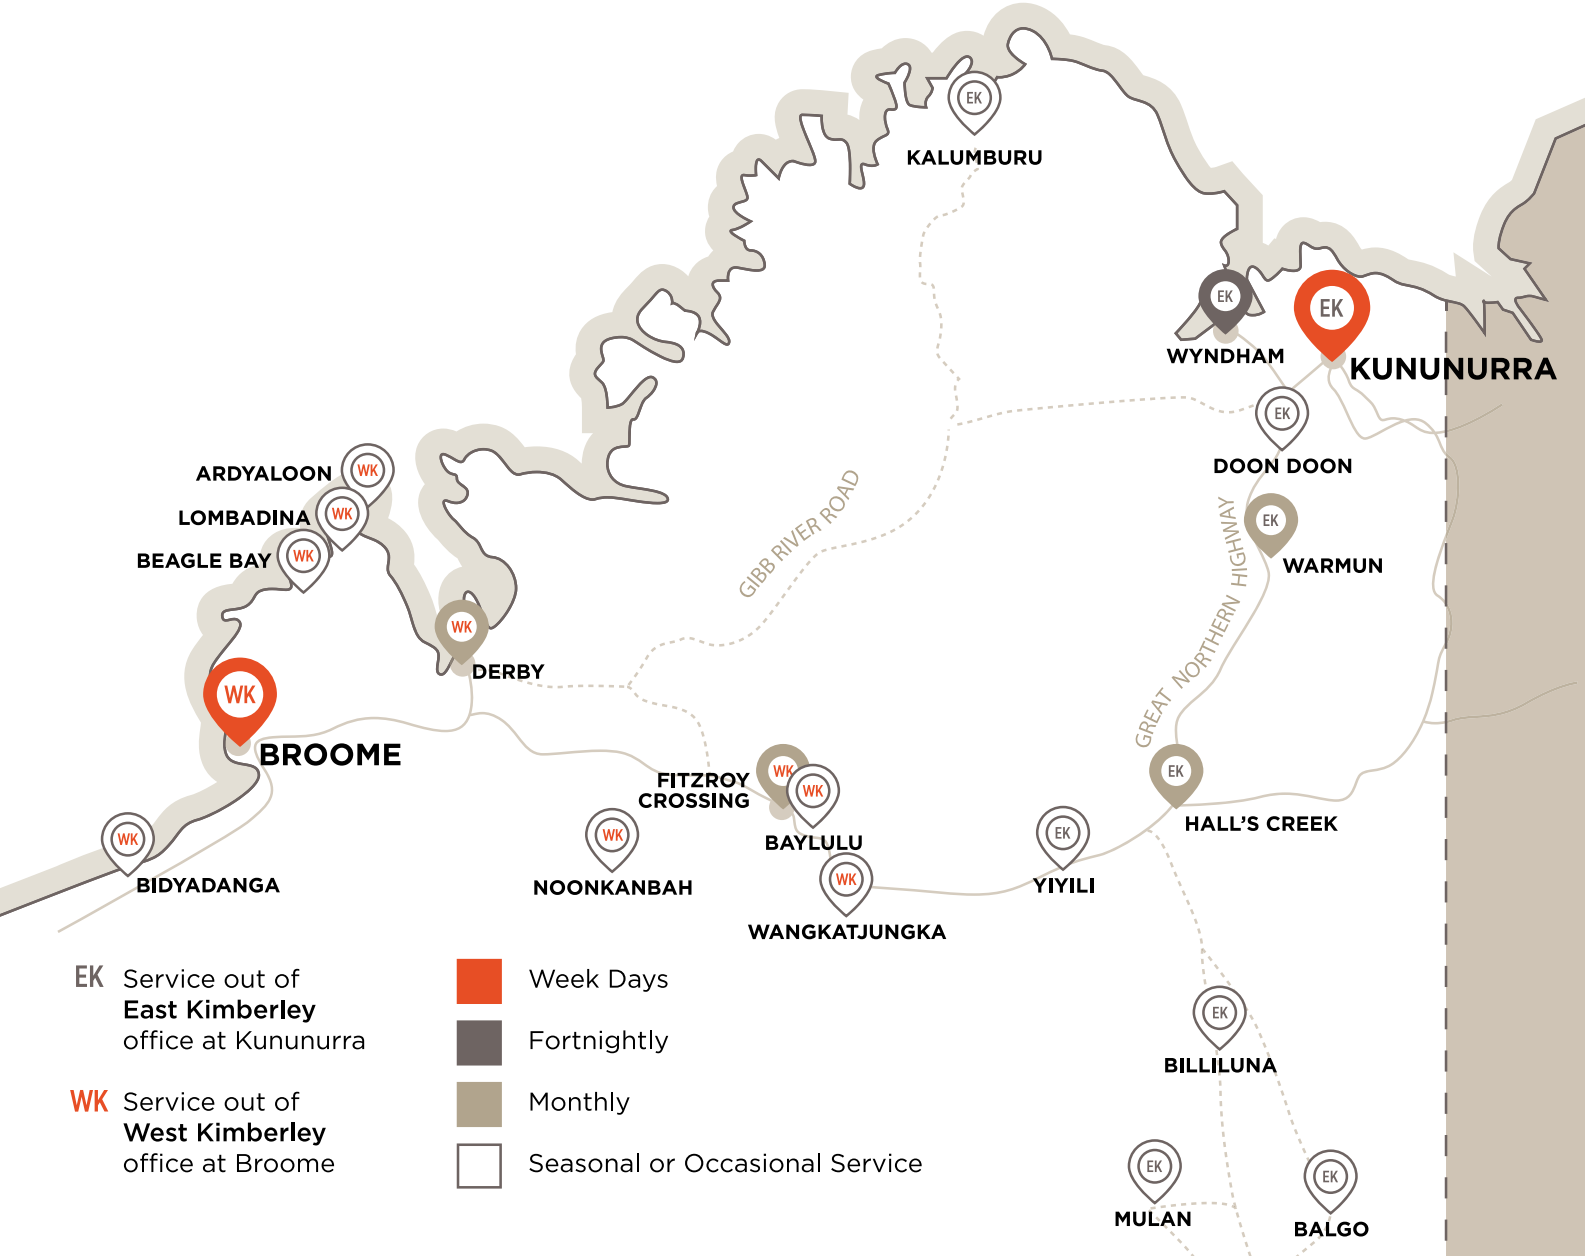 EK
KALUMBURU
EK
WYNDHAM
EK
KUNUNURRA
EK
DOON DOON
ARDYALOON
WK
LOMBADINA
WK
BEAGLE BAY
WK
GIBB RIVER ROAD
GREAT NORTHERN HIGHWAY
EK
WARMUN
WK
DERBY
WK
BROOME
FITZROY
CROSSING
WK
WK
BAYLULU
EK
HALL'S CREEK
WK
BIDYADANGA
WK
NOONKANBAH
WK
WANGKATJUNGKA
EK
YIYILI
EK
BILLILUNA
EK
MULAN
EK
BALGO
EK
Service out of
East Kimberley
office at Kununurra
WK
Service out of
West Kimberley
office at Broome
Week Days
Fortnightly
Monthly
Seasonal or Occasional Service